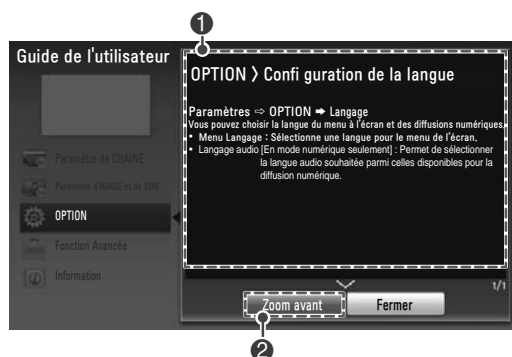 ❶
Guide de l'utilisateur
OPTION 〉 Confi guration de la langue
Paramètres ⇨ OPTION ➡ Langage
Vous pouvez choisir la langue du menu à l'écran et des diffusions numériques.
• Menu Langage : Sélectionne une langue pour le menu de l'écran.
• Langage audio [En mode numérique seulement] : Permet de sélectionner
la langue audio souhaitée parmi celles disponibles pour la
diffusion numérique.
Paramètre de CHAÎNE
Paramètre d'IMAGE et de SON
OPTION
Fonction Avancée
Information
1/1
Zoom avant
Fermer
❷